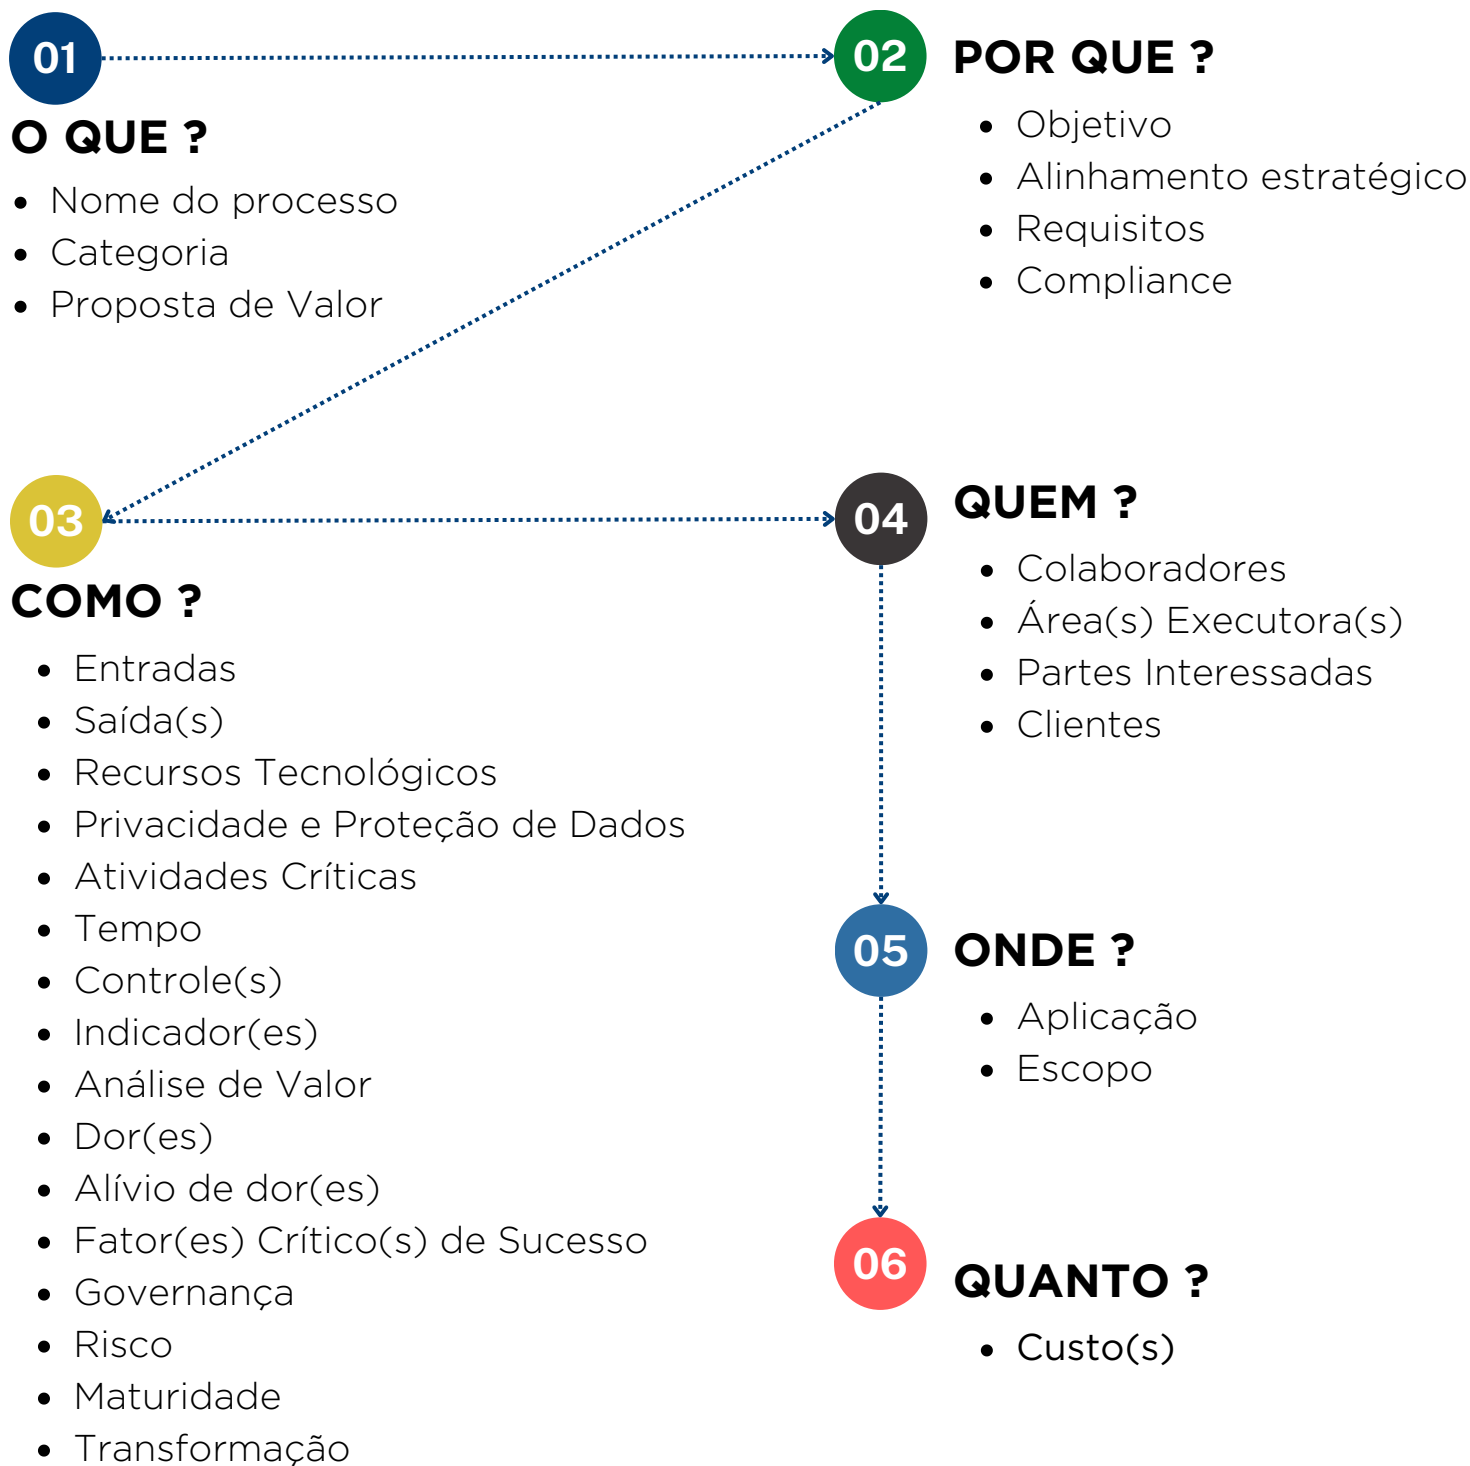 01
O QUE ?
Nome do processo
Categoria
Proposta de Valor
02
POR QUE ?
Objetivo
Alinhamento estratégico
Requisitos
Compliance
03
COMO ?
Entradas
Saída(s)
Recursos Tecnológicos
Privacidade e Proteção de Dados
Atividades Críticas
Tempo
Controle(s)
Indicador(es)
Análise de Valor
Dor(es)
Alívio de dor(es)
Fator(es) Crítico(s) de Sucesso
Governança
Risco
Maturidade
Transformação
04
QUEM ?
Colaboradores
Área(s) Executora(s)
Partes Interessadas
Clientes
05
ONDE ?
Aplicação
Escopo
06
QUANTO ?
Custo(s)